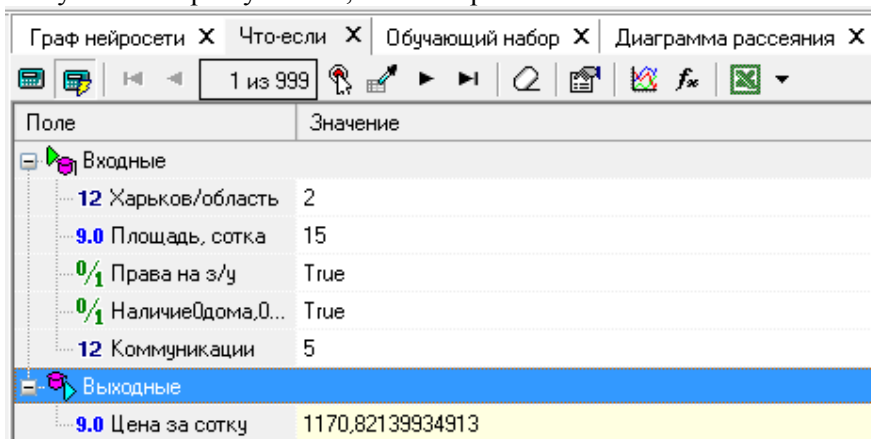 Граф нейросети X Что-если X Обучающий набор X Диаграмма рассеяния X
1 из 999
Поле Значение
Входные
12 Харьков/область 2
9.0 Площадь, сотка 15
0/1 Права на з/у True
0/1 Наличие0дома,0... True
12 Коммуникации 5
Выходные
9.0 Цена за сотку 1170,82139934913